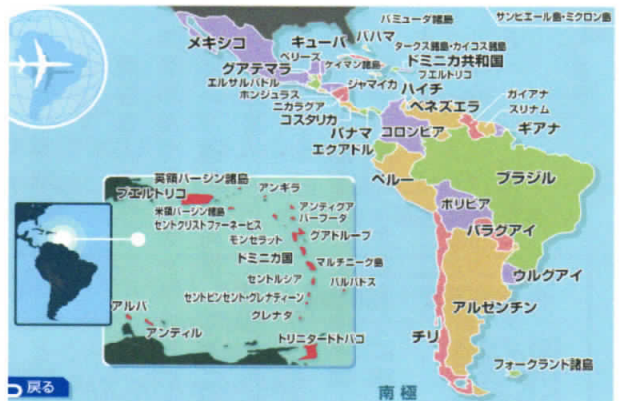 バミューダ諸島
サンピエール島・ミクロン島
メキシコ
キューバ
バハマ
タークス諸島・カイコス諸島
ベリーズ
ケイマン諸島
ドミニカ共和国
グアテマラ
プエルトリコ
エルサルバドル
ジャマイカ
ハイチ
ホンジュラス
ガイアナ
ニカラグア
ベネズエラ
スリナム
コスタリカ
パナマ
コロンビア
ギアナ
エクアドル
ペルー
ブラジル
英領バージン諸島
アンギラ
プエルトリコ
ボリビア
米領バージン諸島
アンティグア
バーブータ
セントクリストファーネービス
パラグアイ
モンセラット
グアドループ
ドミニカ国
マルチニーク島
ウルグアイ
セントルシア
バルバドス
セントビンセント・グレナディーン
アルゼンチン
アルバ
グレナダ
アンティル
トリニタードトバコ
チリ
フォークランド諸島
戻る
南極